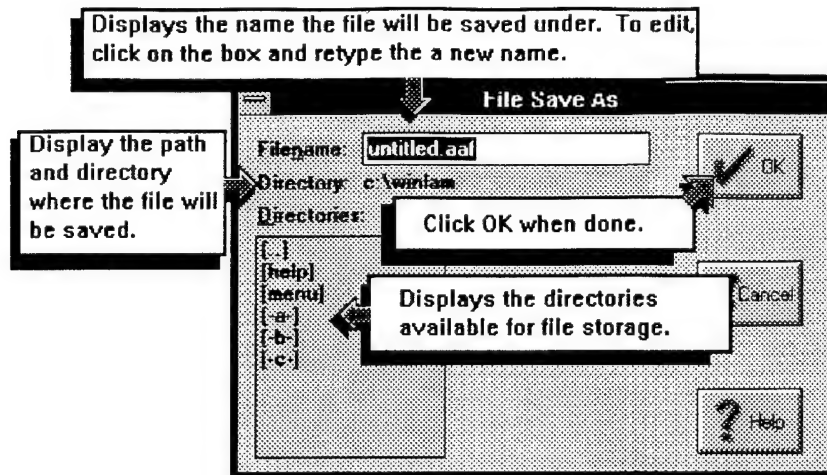 Displays the name the file will be saved under. To edit,
click on the box and retype the a new name.
File Save As
Display the path
and directory
where the file will
be saved.
Filename: untitled.aaf
Directory: c:\winfam
Directories:
OK
Click OK when done.
[..]
[help]
[menu]
[-a-]
[-b-]
[-c-]
Displays the directories
available for file storage.
Cancel
Help